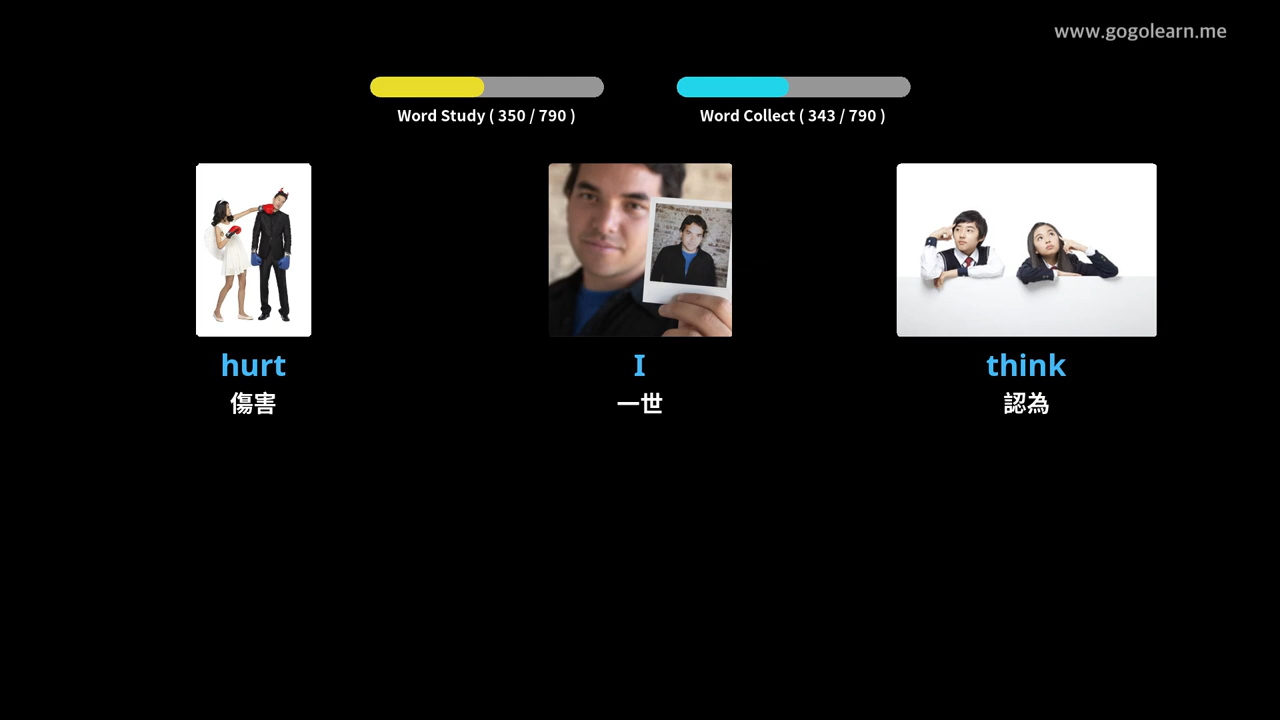 www.gogolearn.me
Word Study ( 350 / 790 )
Word Collect ( 343 / 790 )
hurt
傷害
I
一世
think
認為